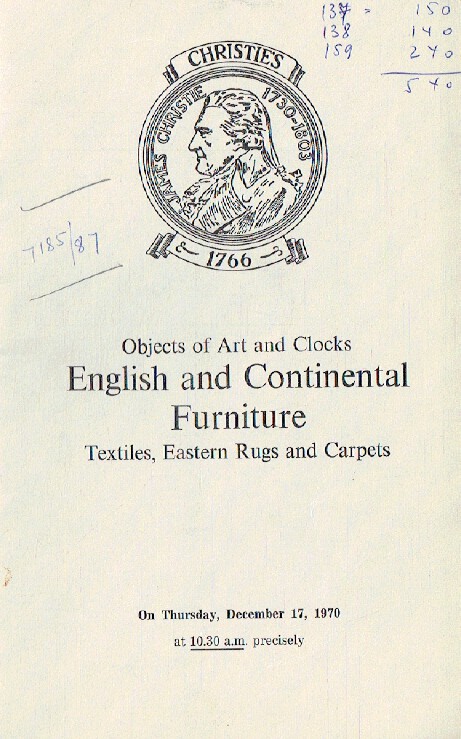 137 = 150
138 140
159 240
540
CHRISTIE'S
JAMES CHRISTIE 1730-1803
1766
7185/87
Objects of Art and Clocks
English and Continental
Furniture
Textiles, Eastern Rugs and Carpets
On Thursday, December 17, 1970
at 10.30 a.m. precisely